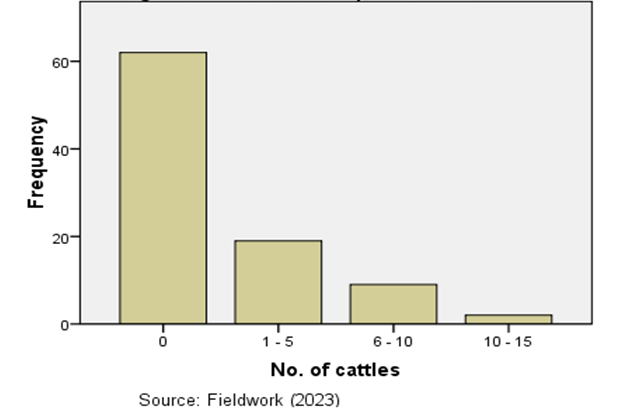 60
40
20
0
Frequency
0 1 - 5 6 - 10 10 - 15
No. of cattles
Source: Fieldwork (2023)